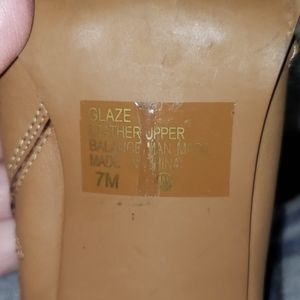 GLAZE
LEATHER UPPER
BALANCE MAN MADE
MADE IN CHINA
7M